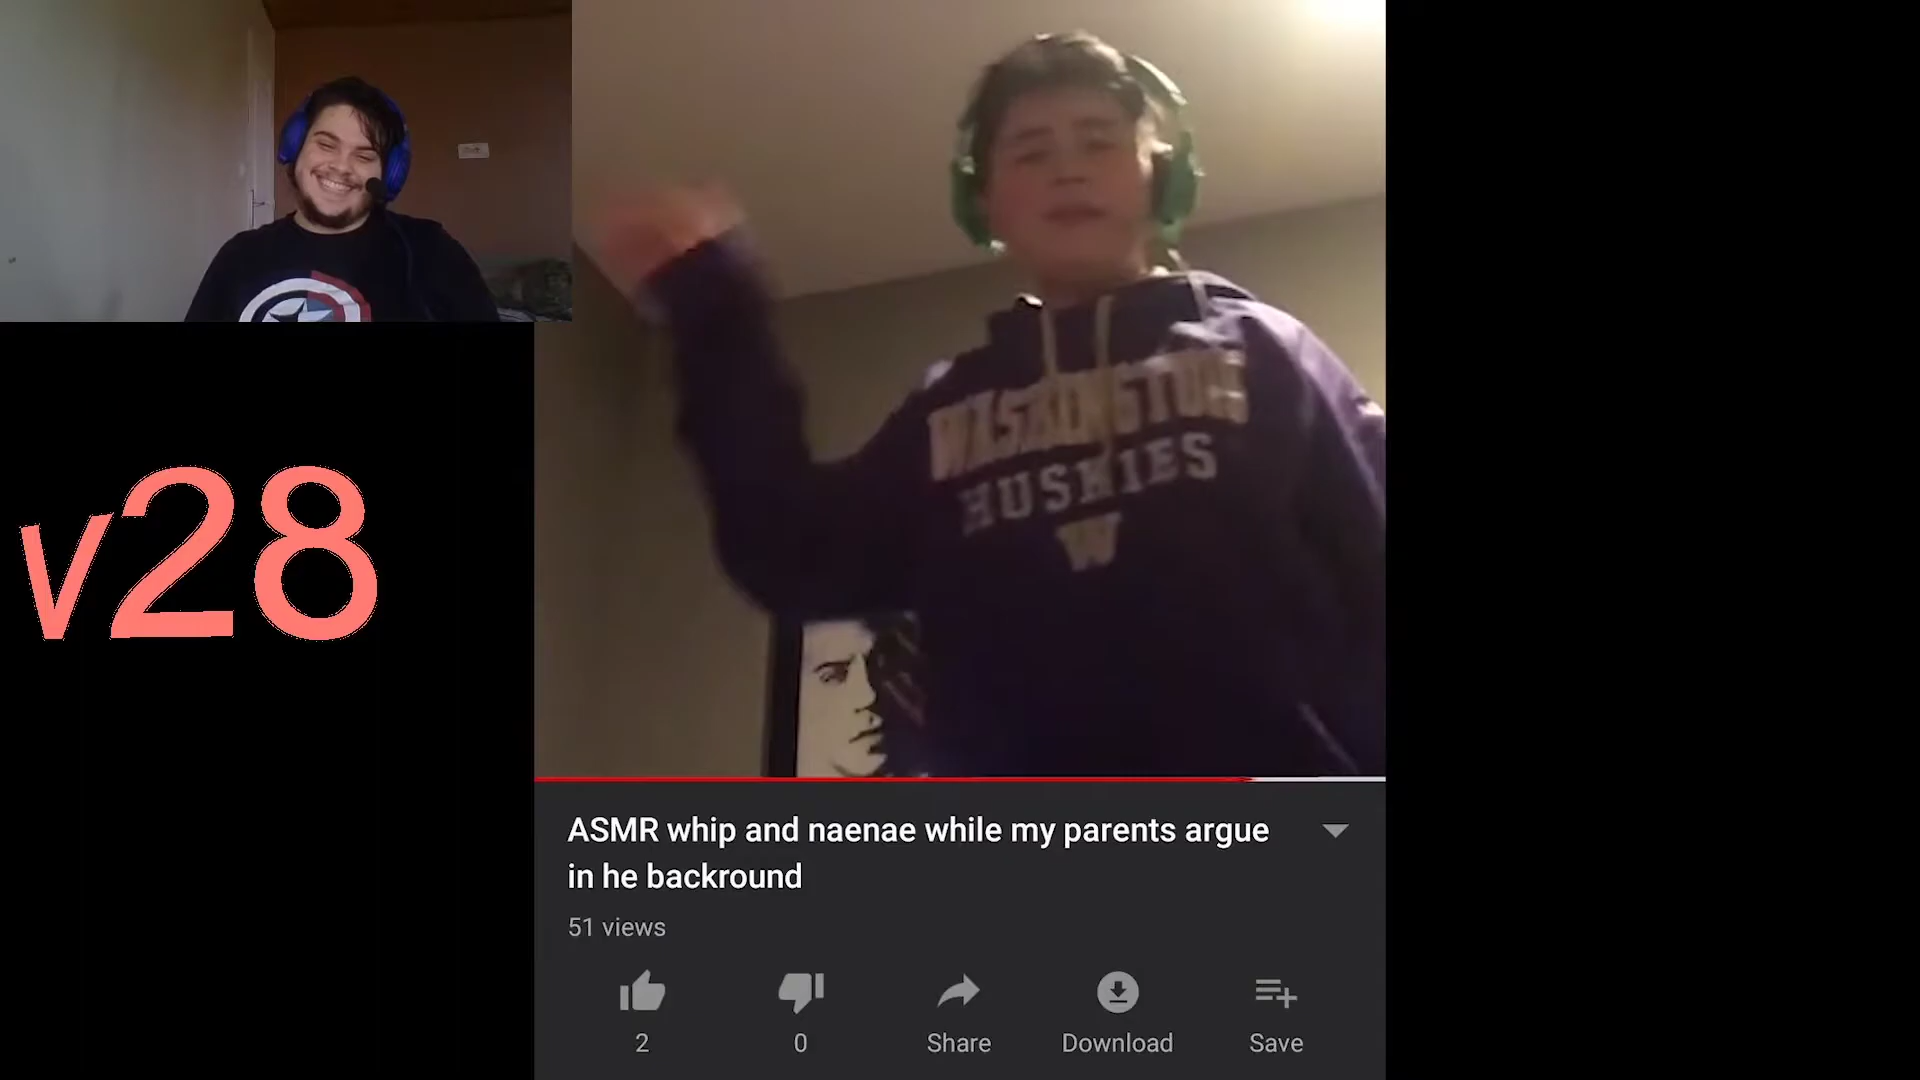 WASHINGTON
HUSKIES
W
v28
ASMR whip and naenae while my parents argue
in he backround
51 views
2
0
Share
Download
Save